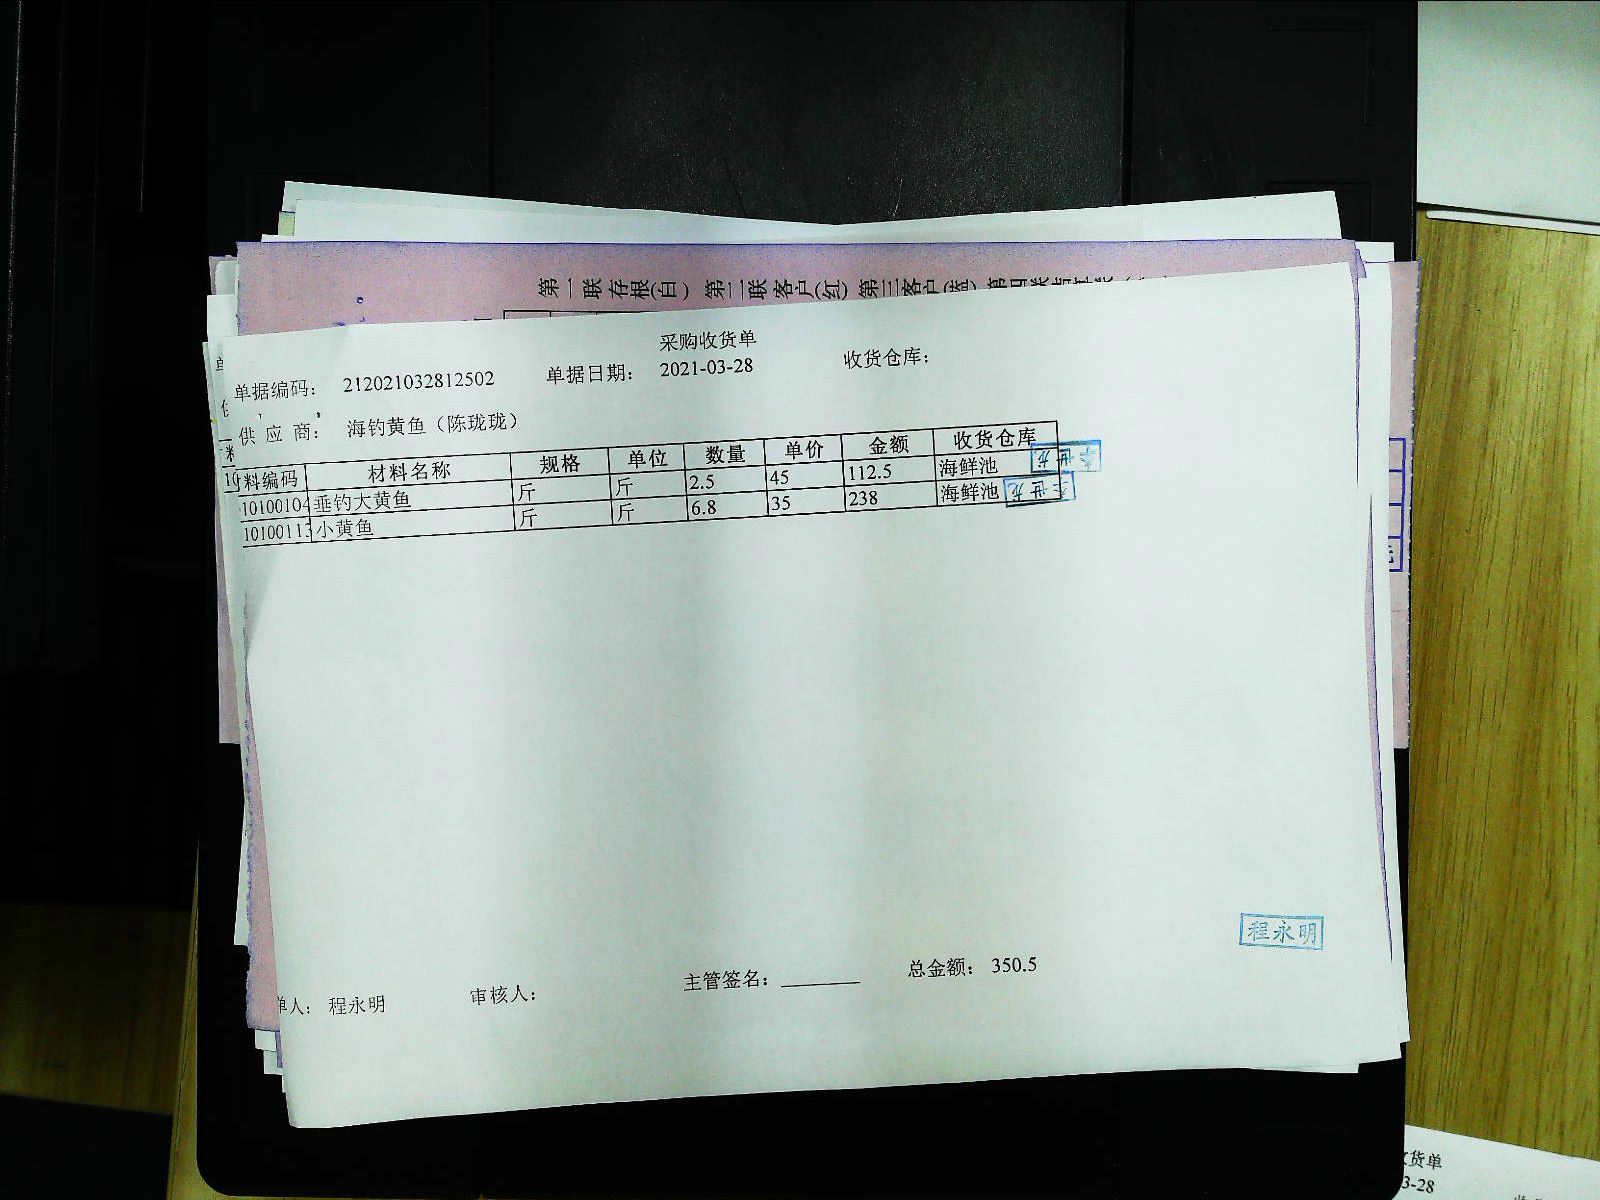 第一联存根(白) 第二联客户(红) 第三客户(蓝)
采购收货单
单据编码: 212021032812502 单据日期: 2021-03-28 收货仓库:
供应商: 海钓黄鱼（陈珑珑）
料编码 材料名称 规格 单位 数量 单价 金额 收货仓库
10100104 垂钓大黄鱼 斤 斤 2.5 45 112.5 海鲜池
1010011 小黄鱼 斤 斤 6.8 35 238 海鲜池
程永明
单人: 程永明 审核人: 主管签名: 总金额: 350.5
收货单
3-28